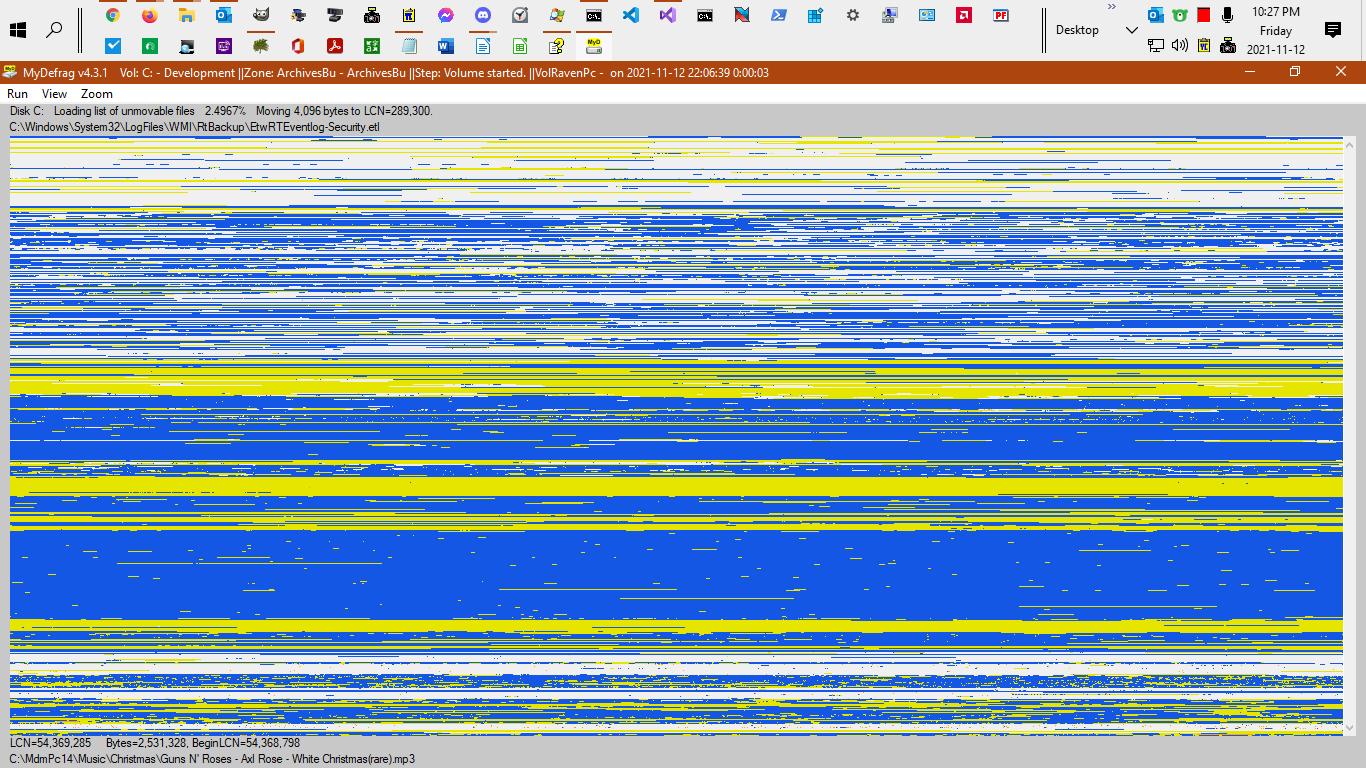 10:27 PM
Desktop
Friday
2021-11-12
MyDefrag v4.3.1 Vol: C: - Development ||Zone: ArchivesBu - ArchivesBu ||Step: Volume started. ||VolRavenPc - on 2021-11-12 22:06:39 0:00:03
Run View Zoom
Disk C: Loading list of unmovable files 2.4967% Moving 4,096 bytes to LCN=289,300.
C:\Windows\System32\LogFiles\WMI\RtBackup\EtwRTEventlog-Security.etl
LCN=54,369,285 Bytes=2,531,328, BeginLCN=54,368,798
C:\MdmPc14\Music\Christmas\Guns N' Roses - Axl Rose - White Christmas(rare).mp3